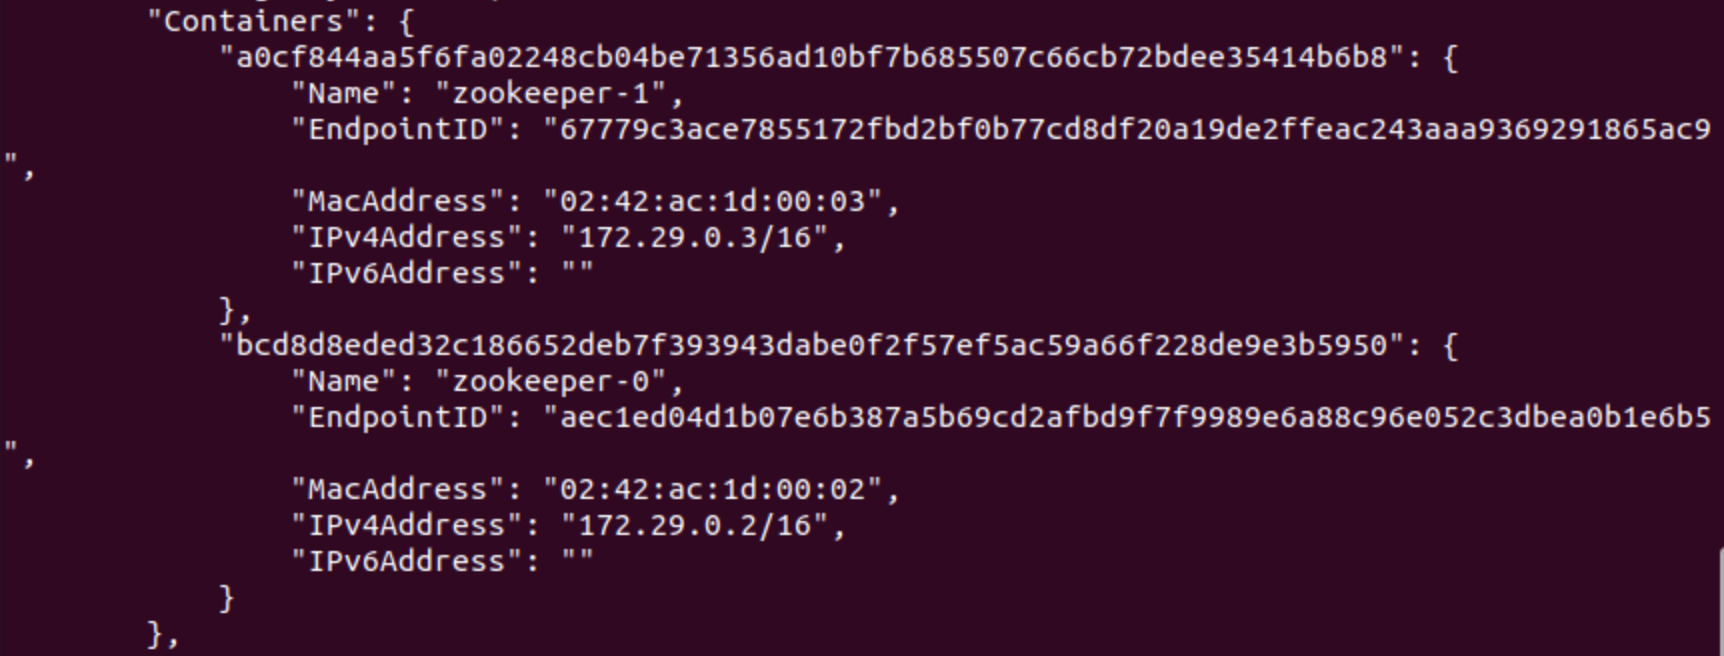 "Containers": {
"a0cf844aa5f6fa02248cb04be71356ad10bf7b685507c66cb72bdee35414b6b8": {
"Name": "zookeeper-1",
"EndpointID": "67779c3ace7855172fbd2bf0b77cd8df20a19de2ffeac243aaa9369291865ac9
",
"MacAddress": "02:42:ac:1d:00:03",
"IPv4Address": "172.29.0.3/16",
"IPv6Address": ""
},
"bcd8d8eded32c186652deb7f393943dabe0f2f57ef5ac59a66f228de9e3b5950": {
"Name": "zookeeper-0",
"EndpointID": "aec1ed04d1b07e6b387a5b69cd2afbd9f7f9989e6a88c96e052c3dbea0b1e6b5
",
"MacAddress": "02:42:ac:1d:00:02",
"IPv4Address": "172.29.0.2/16",
"IPv6Address": ""
}
},